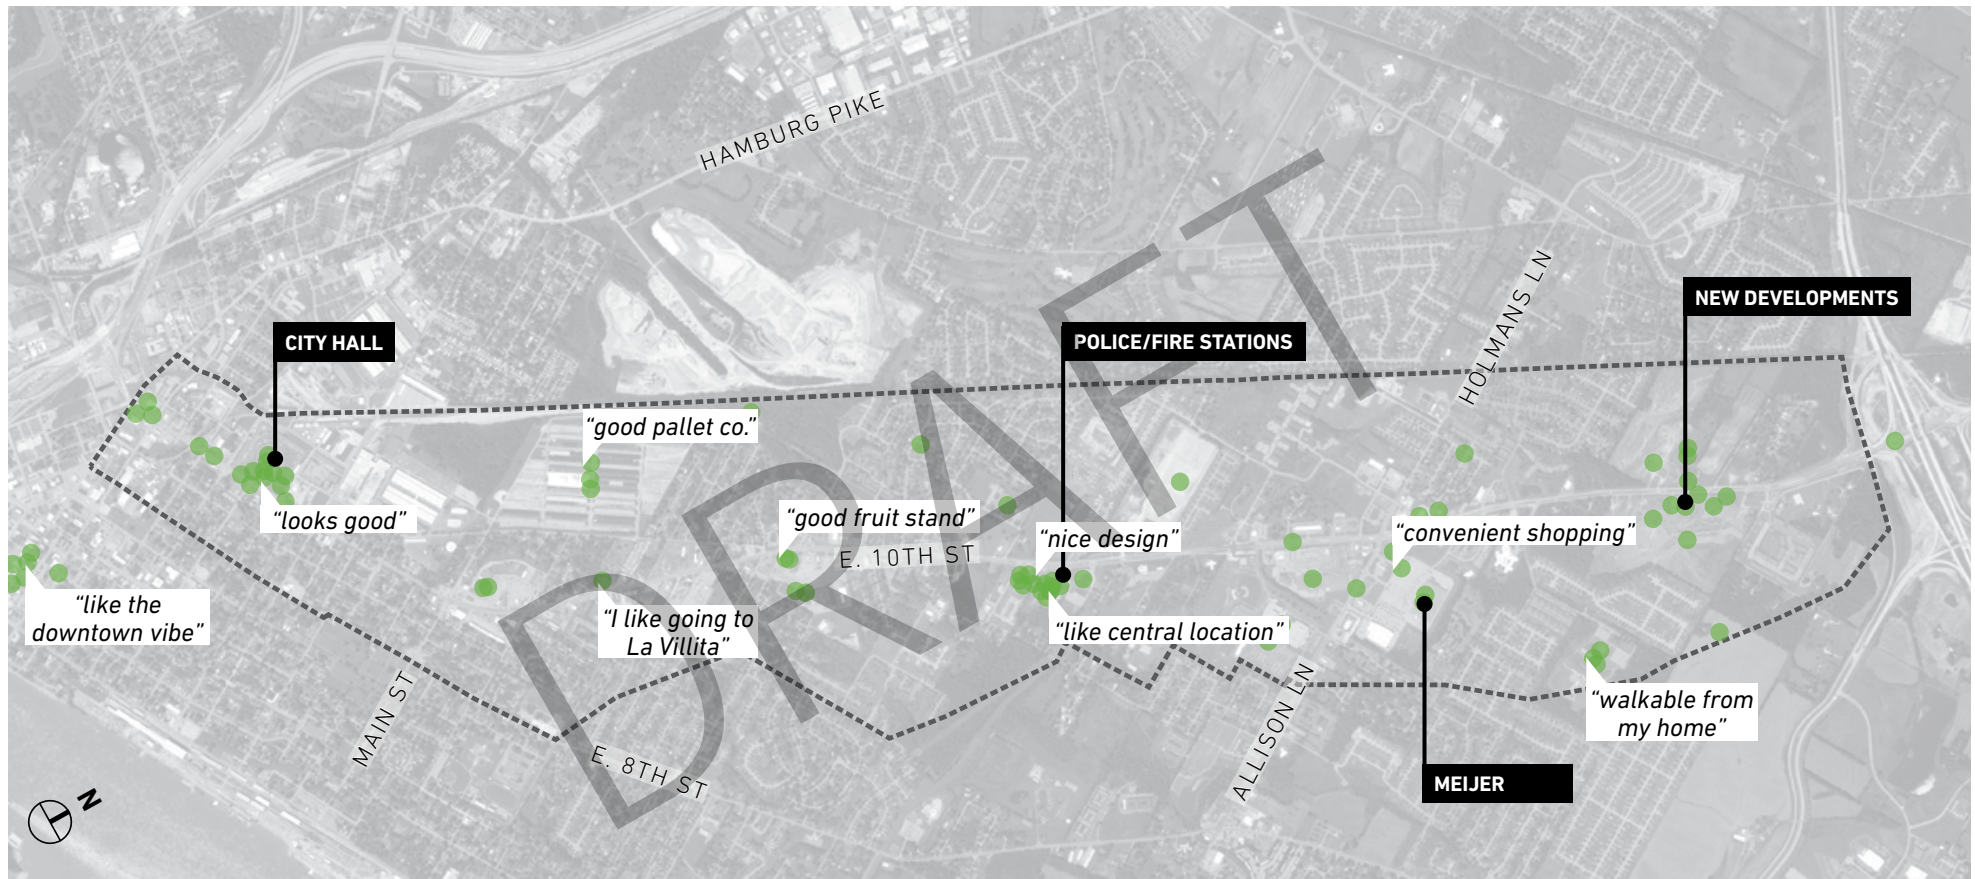 HAMBURG PIKE
HOLMANS LN
NEW DEVELOPMENTS
CITY HALL
POLICE/FIRE STATIONS
DRAFT
“good pallet co.”
“looks good”
“good fruit stand”
“nice design”
“convenient shopping”
E. 10TH ST
“like the
downtown vibe”
“I like going to
La Villita”
“like central location”
MAIN ST
ALLISON LN
“walkable from
my home”
E. 8TH ST
MEIJER
N